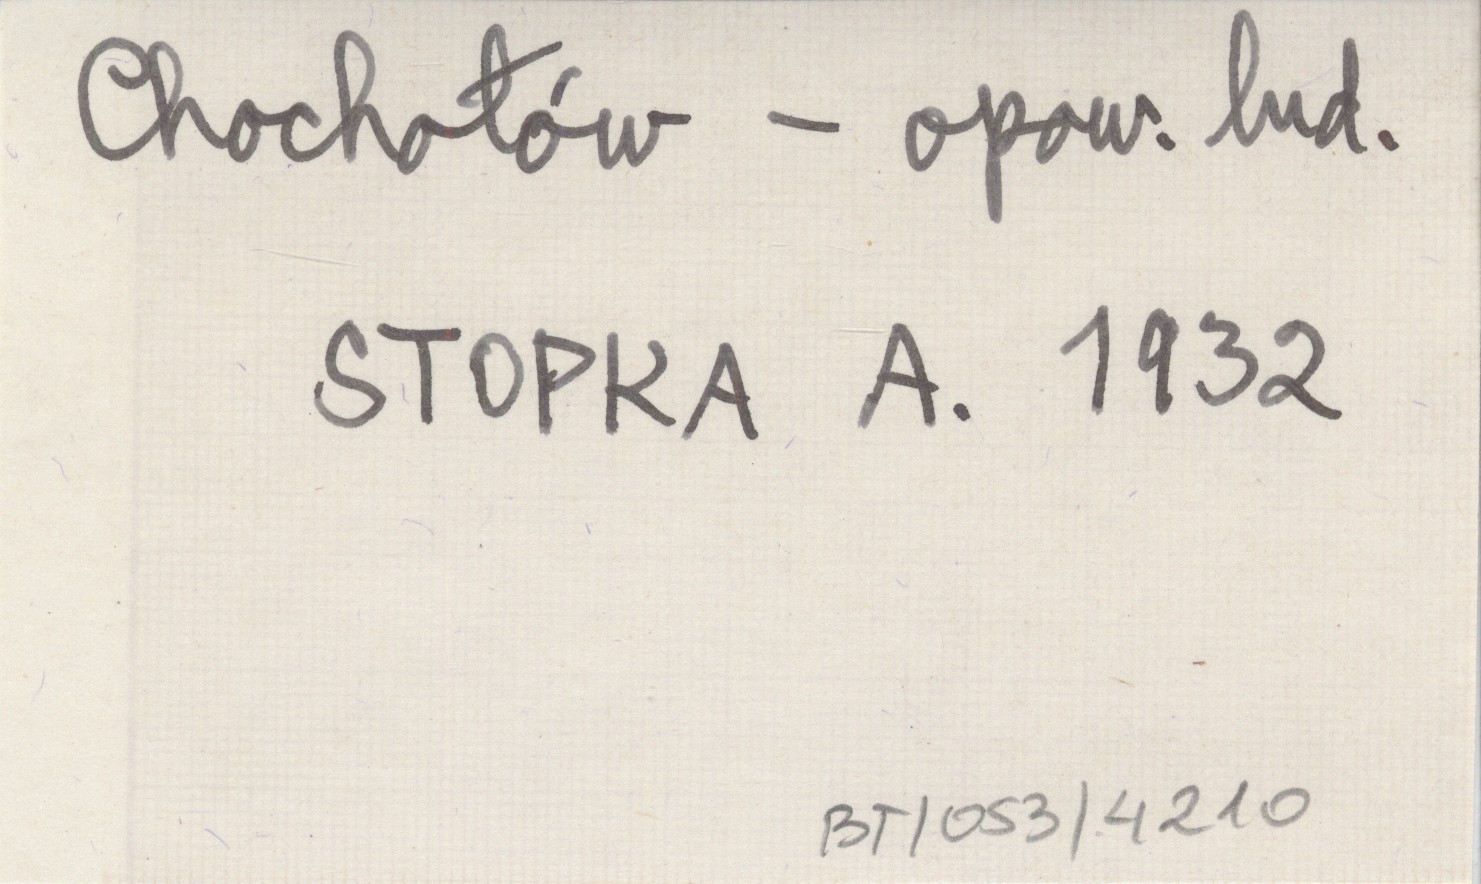 Chochołów - opow. lud.
STOPKA A. 1932
BT/053/4210